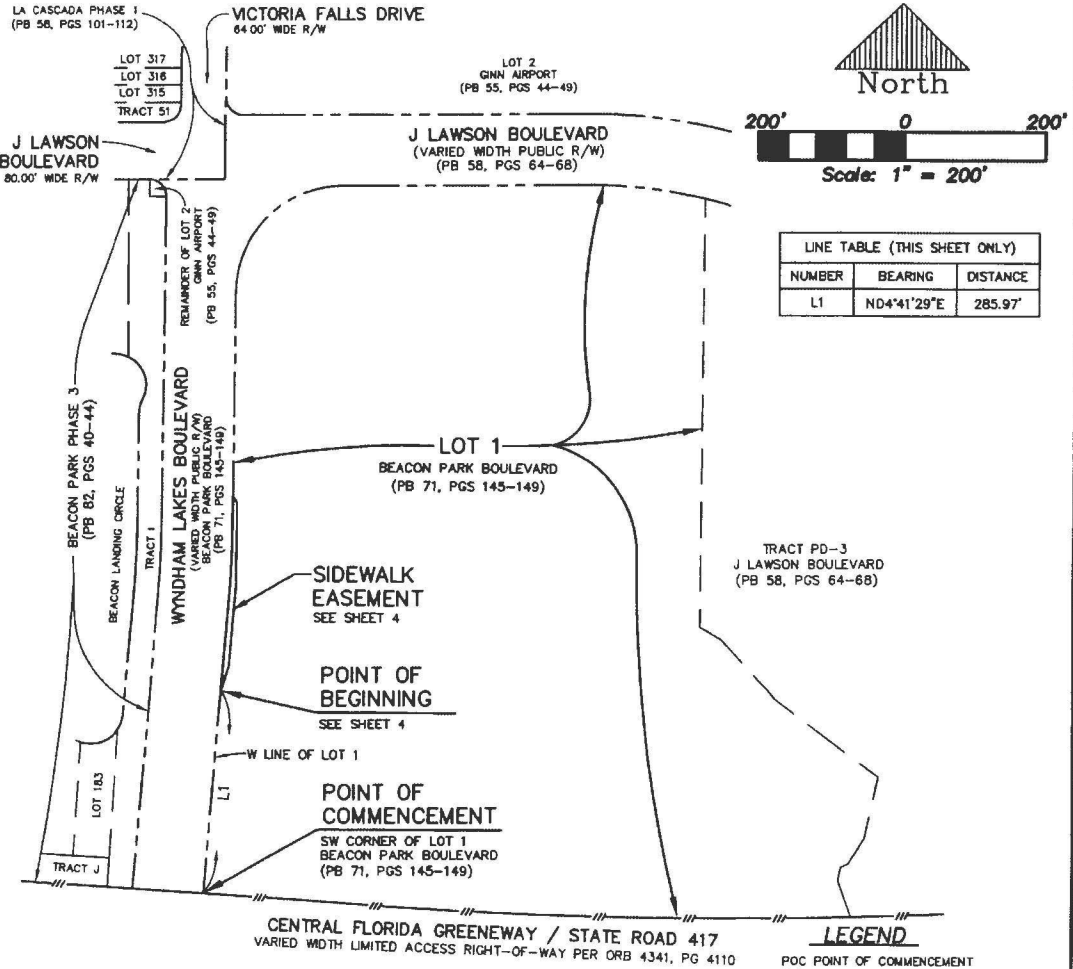 LA CASCADA PHASE 1
(PB 58, PGS 101-112)
VICTORIA FALLS DRIVE
64.00' WIDE R/W
LOT 317
LOT 316
LOT 315
TRACT 51
LOT 2
GINN AIRPORT
(PB 55, PGS 44-49)
North
J LAWSON
BOULEVARD
80.00' WIDE R/W
J LAWSON BOULEVARD
(VARIED WIDTH PUBLIC R/W)
(PB 58, PGS 64-68)
200' 0 200'
Scale: 1" = 200'
REMAINDER OF LOT 2
GINN AIRPORT
(PB 55, PGS 44-49)
LINE TABLE (THIS SHEET ONLY)
NUMBER BEARING DISTANCE
L1 N04°41'29"E 285.97'
BEACON PARK PHASE 3
(PB 82, PGS 40-44)
BEACON LANDING CIRCLE
TRACT I
WYNDHAM LAKES BOULEVARD
(VARIED WIDTH PUBLIC R/W)
BEACON PARK BOULEVARD
(PB 71, PGS 145-149)
LOT 1
BEACON PARK BOULEVARD
(PB 71, PGS 145-149)
TRACT PD-3
J LAWSON BOULEVARD
(PB 58, PGS 64-68)
SIDEWALK
EASEMENT
SEE SHEET 4
POINT OF
BEGINNING
SEE SHEET 4
W LINE OF LOT 1
LOT 183
L1
POINT OF
COMMENCEMENT
SW CORNER OF LOT 1
BEACON PARK BOULEVARD
(PB 71, PGS 145-149)
TRACT J
CENTRAL FLORIDA GREENEWAY / STATE ROAD 417
VARIED WIDTH LIMITED ACCESS RIGHT-OF-WAY PER ORB 4341, PG 4110
LEGEND
POC POINT OF COMMENCEMENT